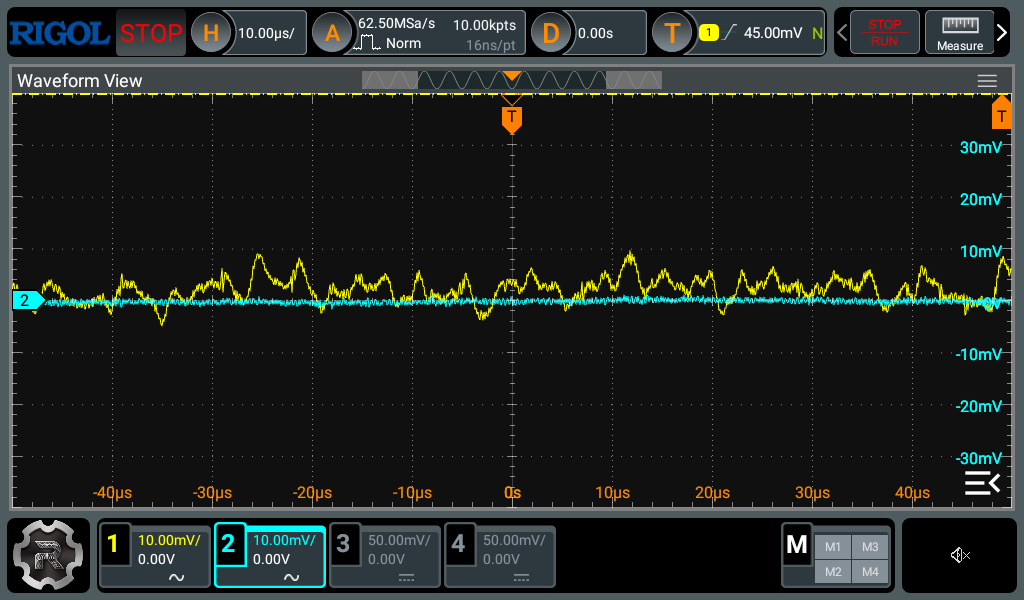 RIGOL STOP H 10.00µs/ A 62.50MSa/s 10.00kpts D 0.00s T 1 45.00mV N STOP
Norm 16ns/pt RUN Measure
Waveform View
T T
30mV
20mV
10mV
2
-10mV
-20mV
-30mV
-40µs -30µs -20µs -10µs 0s 10µs 20µs 30µs 40µs
1 10.00mV/ 2 10.00mV/ 3 50.00mV/ 4 50.00mV/ M M1 M3
0.00V 0.00V 0.00V 0.00V M2 M4
R